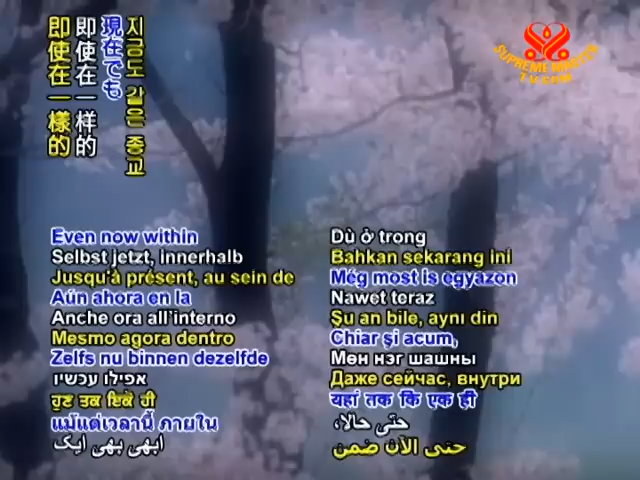 지금도 같은 종교
現在でも
即使在一样的
即使在一樣的
SUPREME MASTER
TV.COM
Even now within
Selbst jetzt, innerhalb
Jusqu'à présent, au sein de
Aún ahora en la
Anche ora all'interno
Mesmo agora dentro
Zelfs nu binnen dezelfde
אפילו עכשיו
ਹੁਣ ਤਕ ਇਕੋ ਹੀ
แม้แต่เวลานี้ ภายใน
ابھی بھی ایک
Dù ở trong
Bahkan sekarang ini
Még most is egyazon
Nawet teraz
Şu an bile, aynı din
Chiar şi acum,
Мөн нэг шашны
Даже сейчас, внутри
यहां तक कि एक ही
حتی حالا،
حتى الآن ضمن